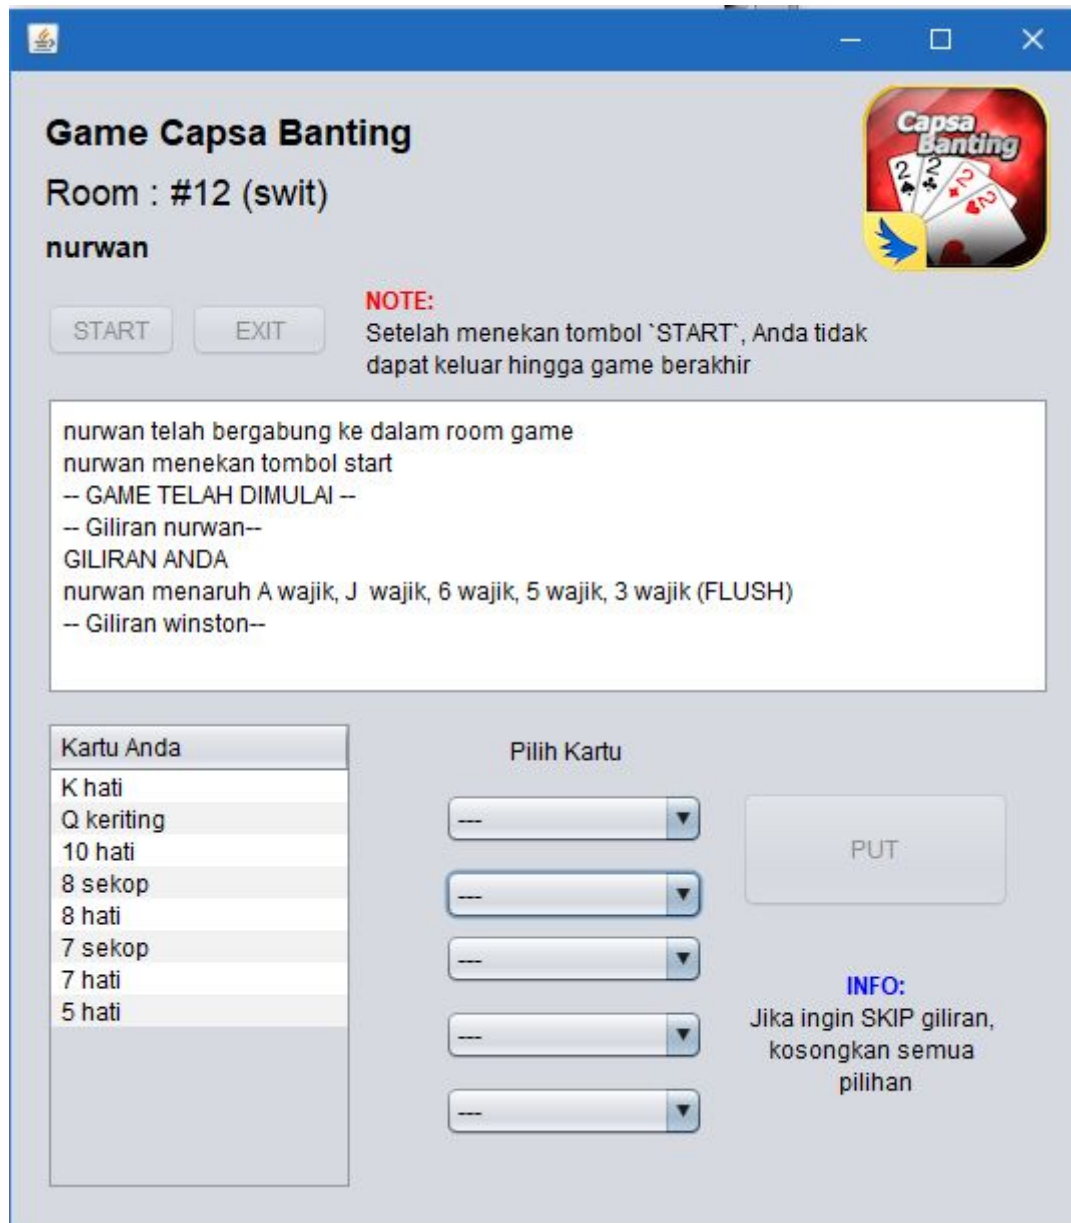 Game Capsa Banting
Capsa
Banting
2 2 2 2
Room : #12 (swit)
nurwan
START
EXIT
NOTE:
Setelah menekan tombol `START`, Anda tidak
dapat keluar hingga game berakhir
nurwan telah bergabung ke dalam room game
nurwan menekan tombol start
-- GAME TELAH DIMULAI --
-- Giliran nurwan--
GILIRAN ANDA
nurwan menaruh A wajik, J  wajik, 6 wajik, 5 wajik, 3 wajik (FLUSH)
-- Giliran winston--
Kartu Anda
K hati
Q keriting
10 hati
8 sekop
8 hati
7 sekop
7 hati
5 hati
Pilih Kartu
---
---
---
---
---
PUT
INFO:
Jika ingin SKIP giliran,
kosongkan semua
pilihan